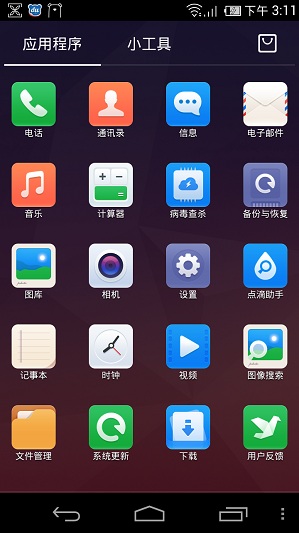 下午 3:11
应用程序 小工具
电话 通讯录 信息 电子邮件
音乐 计算器 病毒查杀 备份与恢复
图库 相机 设置 点滴助手
记事本 时钟 视频 图像搜索
文件管理 系统更新 下载 用户反馈